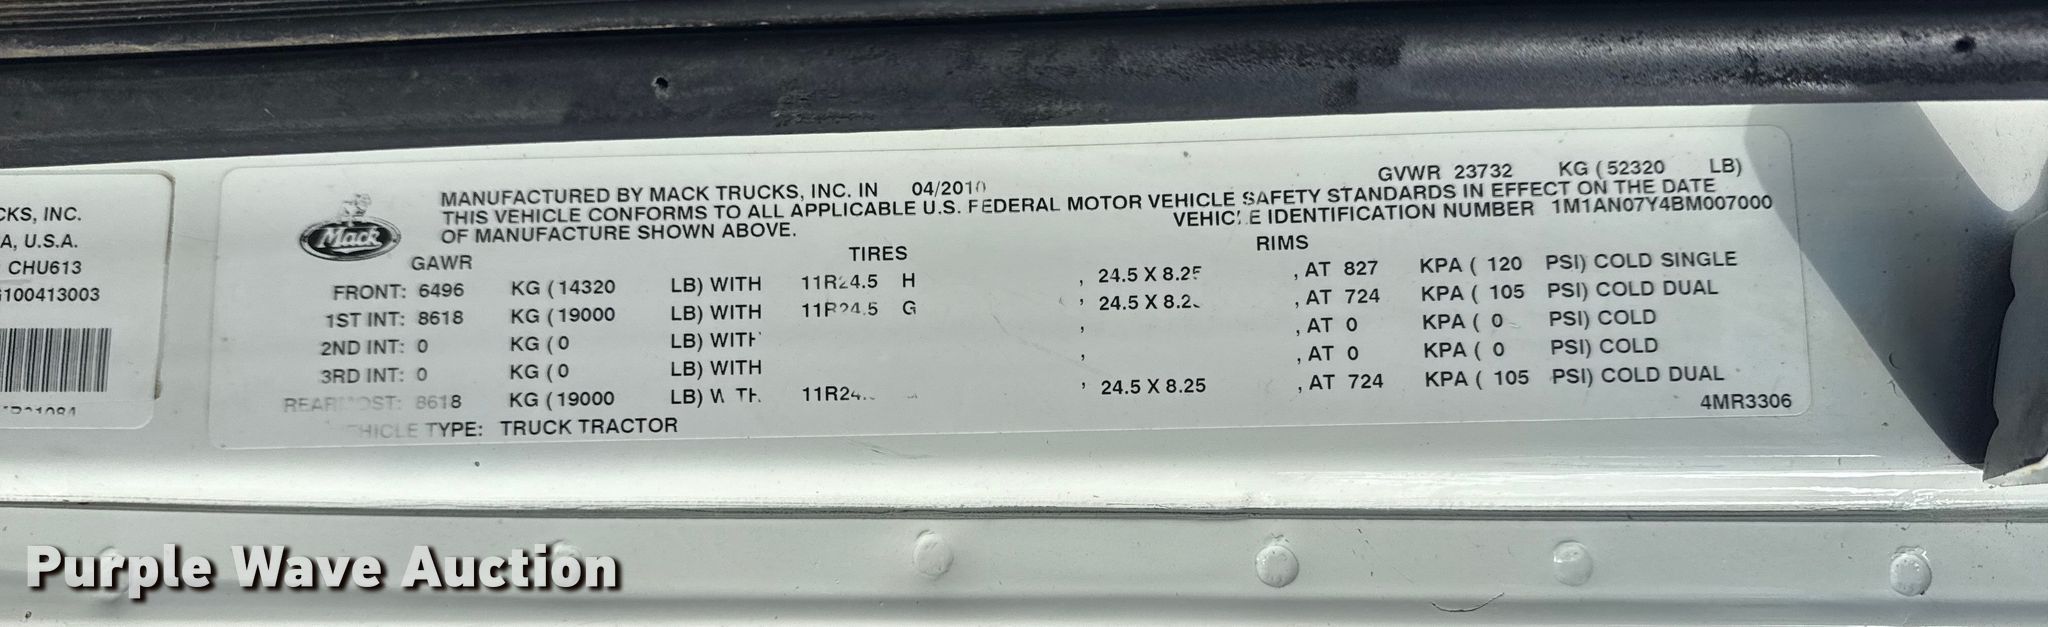 CKS, INC.
A, U.S.A.
CHU613
100413003
Mack
MANUFACTURED BY MACK TRUCKS, INC. IN 04/2010
GVWR 23732 KG (52320 LB)
THIS VEHICLE CONFORMS TO ALL APPLICABLE U.S. FEDERAL MOTOR VEHICLE SAFETY STANDARDS IN EFFECT ON THE DATE
OF MANUFACTURE SHOWN ABOVE. VEHICLE IDENTIFICATION NUMBER 1M1AN07Y4BM007000
GAWR TIRES RIMS
FRONT: 6496 KG (14320 LB) WITH 11R24.5 H , 24.5 X 8.25 , AT 827 KPA ( 120 PSI) COLD SINGLE
1ST INT: 8618 KG (19000 LB) WITH 11R24.5 G , 24.5 X 8.25 , AT 724 KPA ( 105 PSI) COLD DUAL
2ND INT: 0 KG (0 LB) WITH , , AT 0 KPA ( 0 PSI) COLD
3RD INT: 0 KG (0 LB) WITH , , AT 0 KPA ( 0 PSI) COLD
REARMOST: 8618 KG (19000 LB) WITH 11R24. , 24.5 X 8.25 , AT 724 KPA ( 105 PSI) COLD DUAL
VEHICLE TYPE: TRUCK TRACTOR
4MR3306
Purple Wave Auction